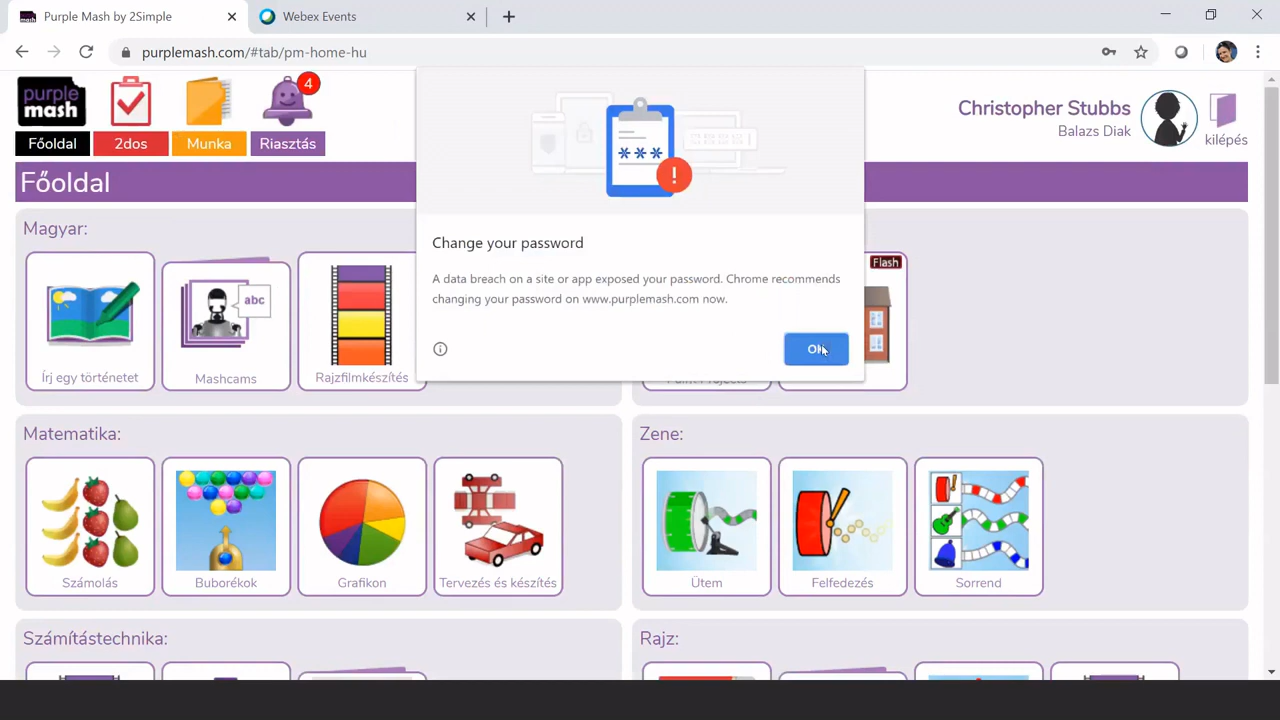 Purple Mash by 2Simple
Webex Events
purplemash.com/#tab/pm-home-hu
purple
mash
4
Főoldal
2dos
Munka
Riasztás
Christopher Stubbs
Balazs Diak
kilépés
Főoldal
Change your password
A data breach on a site or app exposed your password. Chrome recommends
changing your password on www.purplemash.com now.
Magyar:
abc
Írj egy történetet
Mashcams
Rajzfilmkészítés
Flash
Matematika:
Számolás
Buborékok
Grafikon
Tervezés és készítés
Zene:
Ütem
Felfedezés
Sorrend
Számítástechnika:
Rajz: